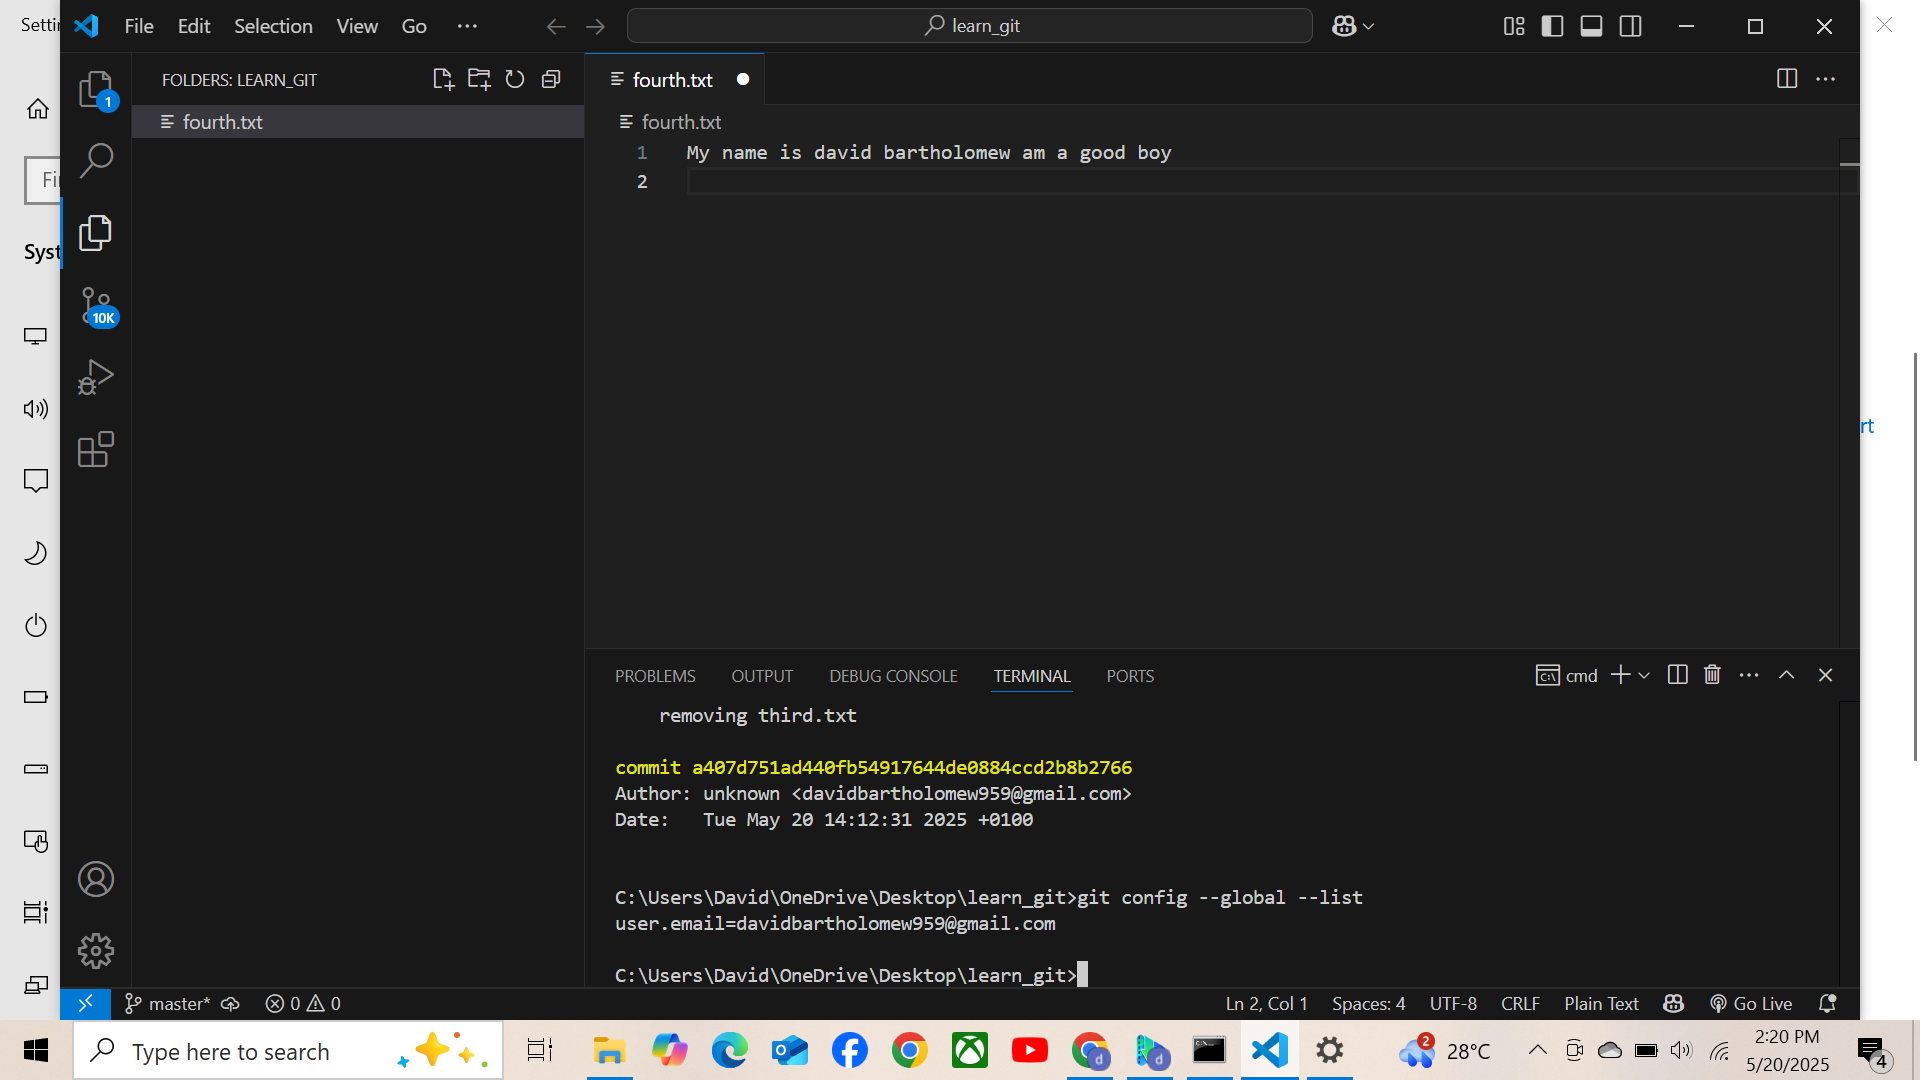 Setti
File Edit Selection View Go
learn_git
FOLDERS: LEARN_GIT
fourth.txt
1
fourth.txt
fourth.txt
Fi
1 My name is david bartholomew am a good boy
2
Syst
10K
rt
PROBLEMS OUTPUT DEBUG CONSOLE TERMINAL PORTS
cmd
removing third.txt
commit a407d751ad440fb54917644de0884ccd2b8b2766
Author: unknown <davidbartholomew959@gmail.com>
Date:   Tue May 20 14:12:31 2025 +0100
C:\Users\David\OneDrive\Desktop\learn_git>git config --global --list
user.email=davidbartholomew959@gmail.com
C:\Users\David\OneDrive\Desktop\learn_git>
master* 0 0 Ln 2, Col 1 Spaces: 4 UTF-8 CRLF Plain Text Go Live
Type here to search
d
d
2
28°C
2:20 PM
5/20/2025
4